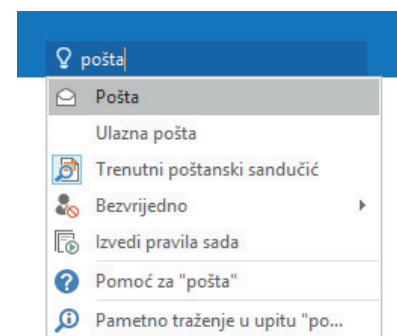 pošta
Pošta
Ulazna pošta
Trenutni poštanski sandučić
Bezvrijedno
Izvedi pravila sada
Pomoć za "pošta"
Pametno traženje u upitu "po...